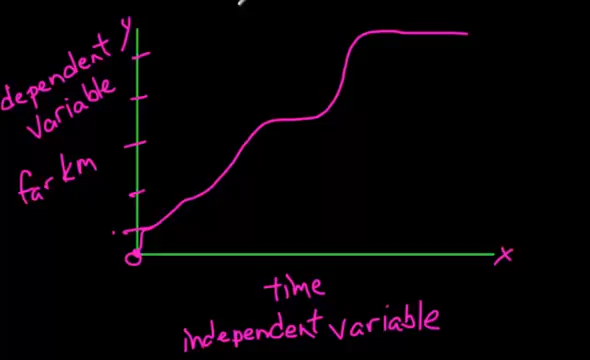 y
dependent
variable
far km
x
time
independent variable